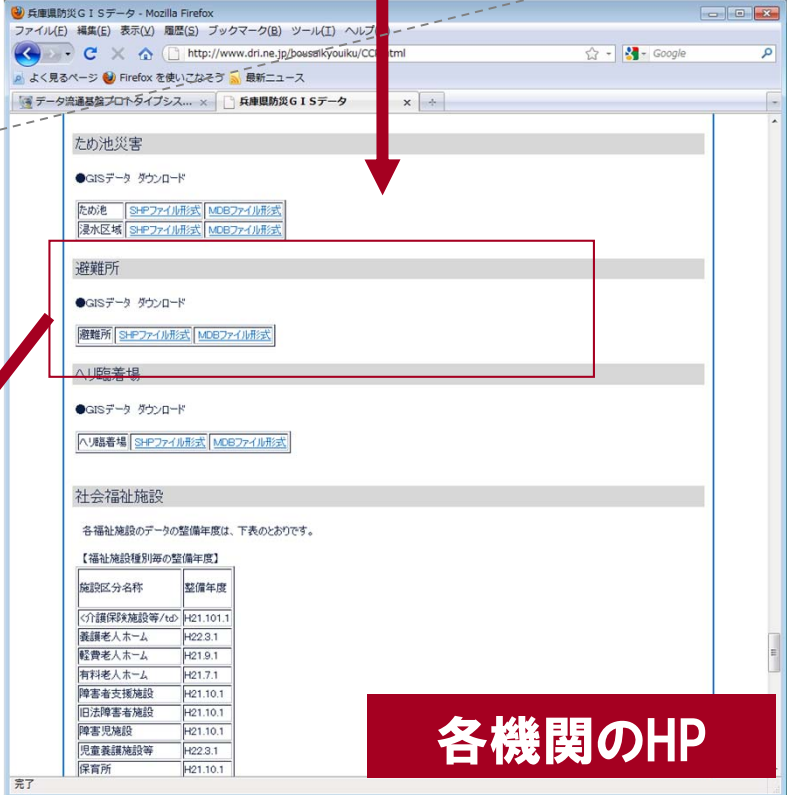 兵庫県防災GISデータ - Mozilla Firefox
ファイル(F) 編集(E) 表示(V) 履歴(S) ブックマーク(B) ツール(T) ヘルプ
http://www.dri.ne.jp/bousaikyouiku/CCF html
Google
よく見るページ Firefox を使いこなそう 最新ニュース
データ流通基盤プロトタイプシス... × 兵庫県防災GISデータ ×
ため池災害
●GISデータ ダウンロード
ため池 SHPファイル形式 MDBファイル形式
浸水区域 SHPファイル形式 MDBファイル形式
避難所
●GISデータ ダウンロード
避難所 SHPファイル形式 MDBファイル形式
ヘリ臨着場
●GISデータ ダウンロード
ヘリ臨着場 SHPファイル形式 MDBファイル形式
社会福祉施設
各福祉施設のデータの整備年度は、下表のとおりです。
【福祉施設種別毎の整備年度】
施設区分名称 整備年度
<介護保険施設等/td> H21.101.1
養護老人ホーム H22.3.1
軽費老人ホーム H21.9.1
有料老人ホーム H21.7.1
障害者支援施設 H21.10.1
旧法障害者施設 H21.10.1
障害児施設 H21.10.1
児童養護施設等 H22.3.1
保育所 H21.10.1
各機関のHP
完了